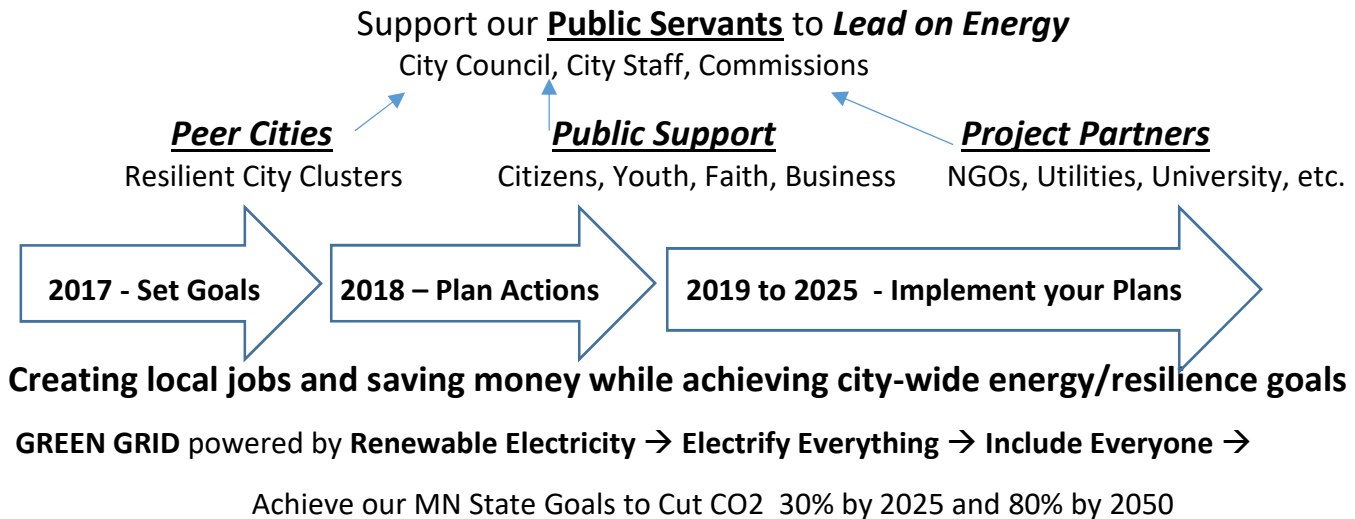 Support our Public Servants to Lead on Energy
City Council, City Staff, Commissions
Peer Cities Public Support Project Partners
Resilient City Clusters Citizens, Youth, Faith, Business NGOs, Utilities, University, etc.
2017 - Set Goals 2018 – Plan Actions 2019 to 2025 - Implement your Plans
Creating local jobs and saving money while achieving city-wide energy/resilience goals
GREEN GRID powered by Renewable Electricity → Electrify Everything → Include Everyone →
Achieve our MN State Goals to Cut CO2 30% by 2025 and 80% by 2050